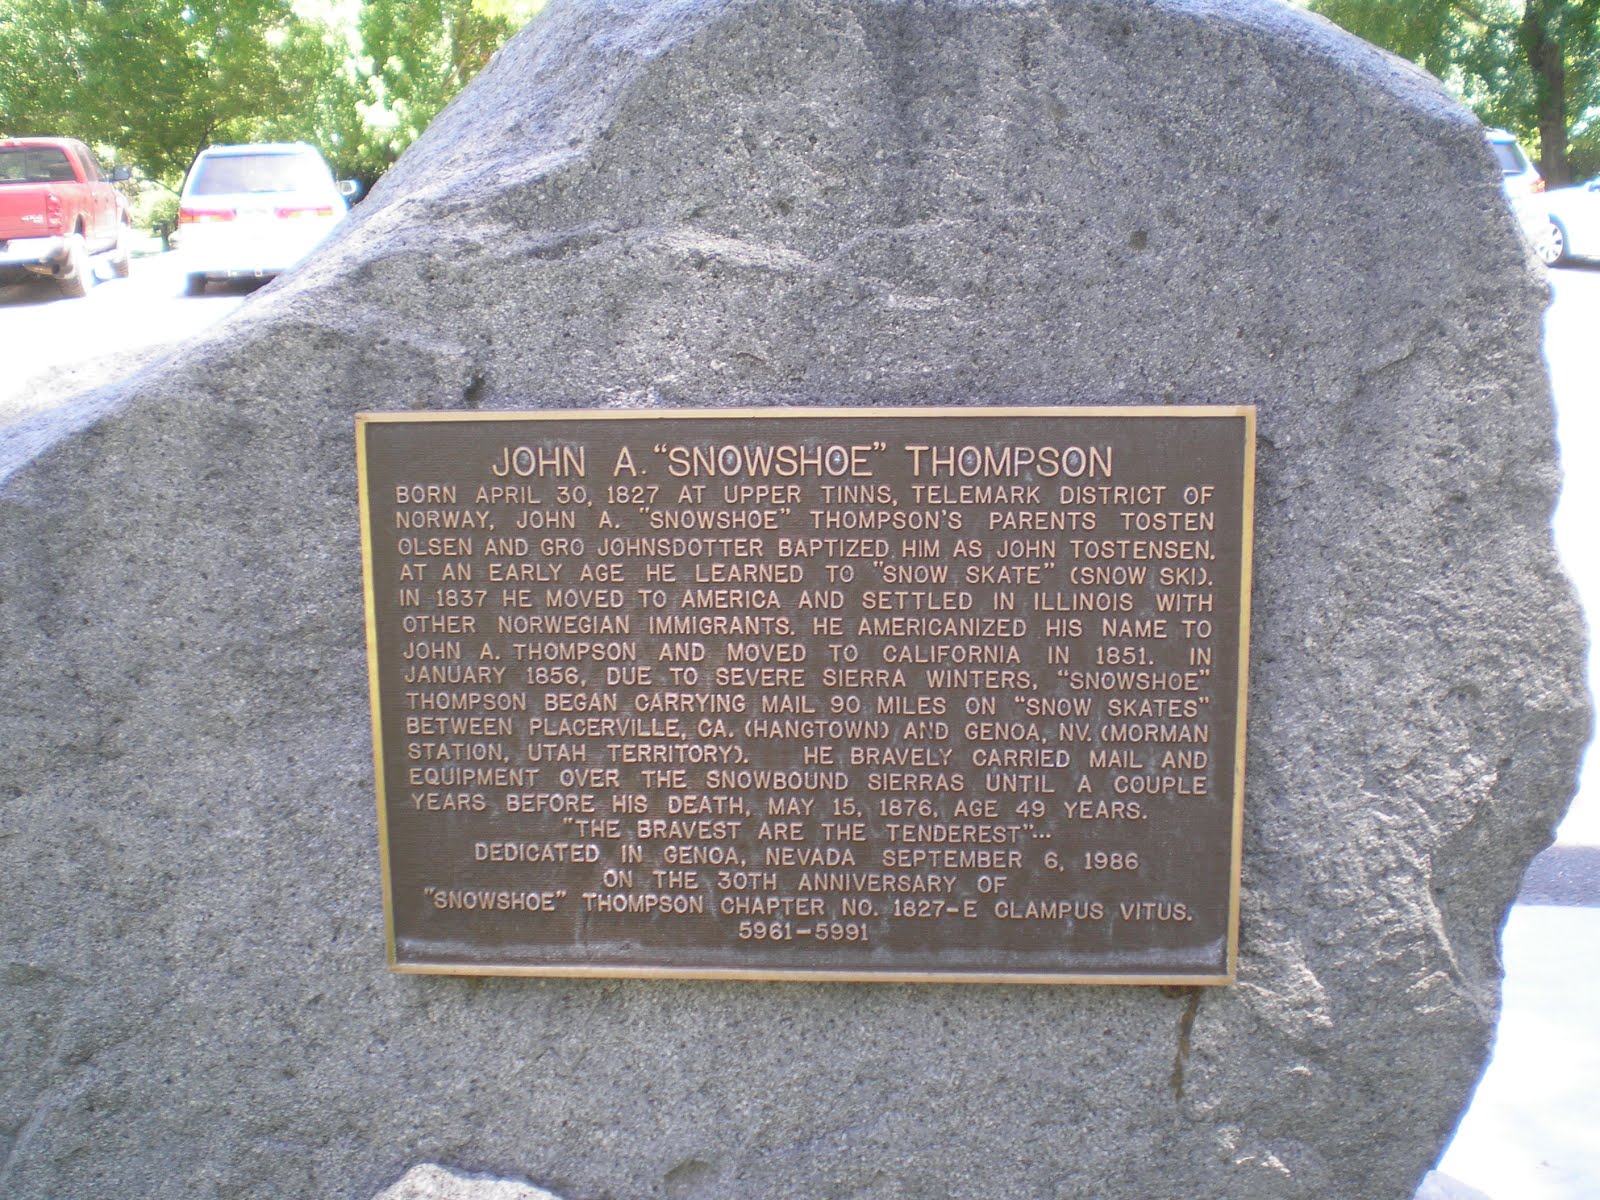 JOHN A. "SNOWSHOE" THOMPSON
BORN APRIL 30, 1827 AT UPPER TINNS, TELEMARK DISTRICT OF
NORWAY, JOHN A. "SNOWSHOE" THOMPSON'S PARENTS TOSTEN
OLSEN AND GRO JOHNSDOTTER BAPTIZED HIM AS JOHN TOSTENSEN.
AT AN EARLY AGE HE LEARNED TO "SNOW SKATE" (SNOW SKI).
IN 1837 HE MOVED TO AMERICA AND SETTLED IN ILLINOIS WITH
OTHER NORWEGIAN IMMIGRANTS. HE AMERICANIZED HIS NAME TO
JOHN A. THOMPSON AND MOVED TO CALIFORNIA IN 1851. IN
JANUARY 1856, DUE TO SEVERE SIERRA WINTERS, "SNOWSHOE"
THOMPSON BEGAN CARRYING MAIL 90 MILES ON "SNOW SKATES"
BETWEEN PLACERVILLE, CA. (HANGTOWN) AND GENOA, NV. (MORMAN
STATION, UTAH TERRITORY). HE BRAVELY CARRIED MAIL AND
EQUIPMENT OVER THE SNOWBOUND SIERRAS UNTIL A COUPLE
YEARS BEFORE HIS DEATH, MAY 15, 1876, AGE 49 YEARS.
"THE BRAVEST ARE THE TENDEREST"...
DEDICATED IN GENOA, NEVADA SEPTEMBER 6, 1986
ON THE 30TH ANNIVERSARY OF
"SNOWSHOE" THOMPSON CHAPTER NO. 1827-E CLAMPUS VITUS.
5961-5991